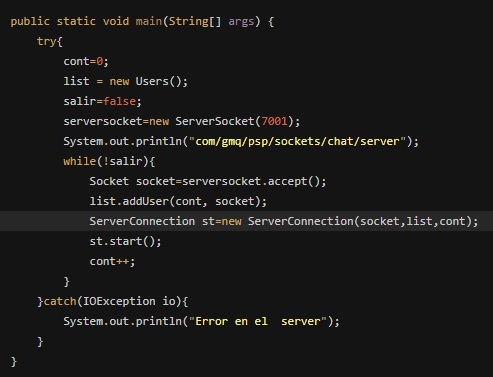 public static void main(String[] args) {
try{
cont=0;
list = new Users();
salir=false;
serversocket=new ServerSocket(7001);
System.out.println("com/gmq/psp/sockets/chat/server");
while(!salir){
Socket socket=serversocket.accept();
list.addUser(cont, socket);
ServerConnection st=new ServerConnection(socket,list,cont);
st.start();
cont++;
}
}catch(IOException io){
System.out.println("Error en el  server");
}
}